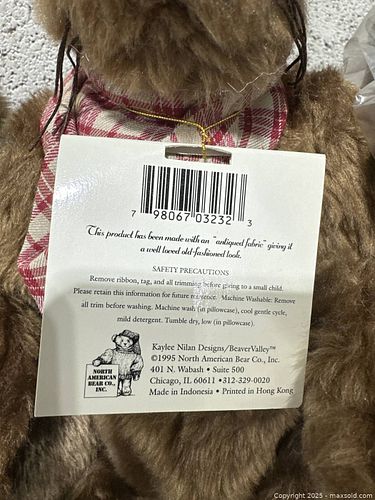 7 98067 03232 3
This product has been made with an "antiqued fabric" giving it
a well loved old-fashioned look.
SAFETY PRECAUTIONS
Remove ribbon, tag, and all trimming before giving to a small child.
Please retain this information for future reference. Machine Washable: Remove
all trim before washing. Machine wash (in pillowcase), cool gentle cycle,
mild detergent. Tumble dry, low (in pillowcase).
Kaylee Nilan Designs/BeaverValley™
©1995 North American Bear Co., Inc.
401 N. Wabash • Suite 500
Chicago, IL 60611 • 312-329-0020
Made in Indonesia • Printed in Hong Kong
NORTH
AMERICAN
BEAR CO.,
INC.
Copyright 2025 - maxsold.com